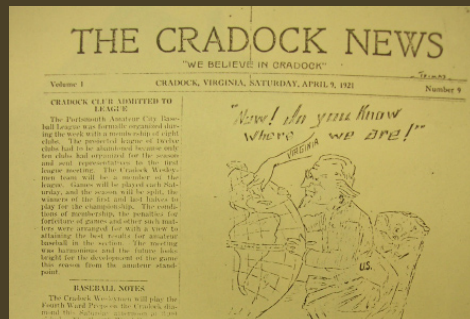 THE CRADOCK NEWS
"WE BELIEVE IN CRADOCK"
Volume 1 CRADOCK, VIRGINIA, SATURDAY, APRIL 9, 1921 Number 9
CRADOCK CLUB ADMITTED TO
LEAGUE
The Portsmouth Amateur City Base-
ball League was formally organized dur-
ing the week with a membership of eight
clubs. The projected league of twelve
clubs had to be abandoned because only
ten clubs had organized for the season
and sent representatives to the first
league meeting. The Cradock Wesley-
men team will be a member of the
league. Games will be played each Sat-
urday, and the season will be split, the
winners of the first and last halves to
play for the championship. The condi-
tions of membership, the penalties for
forfeitures of games and other such mat-
ters were arranged for with a view to
attaining the best results for amateur
baseball in the section. The meeting
was harmonious and the future looks
bright for the development of the game
this season from the amateur stand-
point.
BASEBALL NOTES
The Cradock Wesleymen will play the
Fourth Ward Preps on the Cradock dia-
mond this Saturday afternoon at
"Now! do you Know
where we are!"
VIRGINIA
U.S.